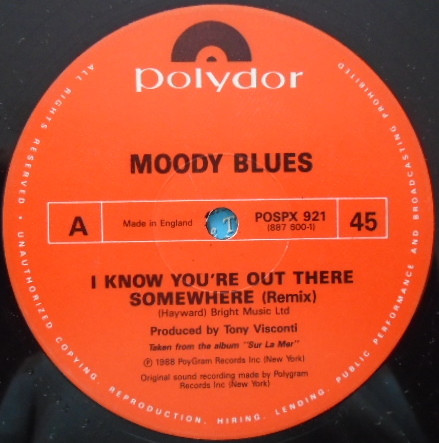 polydor
MOODY BLUES
A
Made in England
POSPX 921
(887 600-1)
45
I KNOW YOU'RE OUT THERE
SOMEWHERE (Remix)
(Hayward) Bright Music Ltd
Produced by Tony Visconti
Taken from the album "Sur La Mer"
℗ 1988 PoyGram Records Inc (New York)
Original sound recording made by Polygram
Records Inc (New York)
ALL RIGHTS RESERVED • UNAUTHORIZED COPYING, REPRODUCTION, HIRING, LENDING, PUBLIC PERFORMANCE AND BROADCASTING PROHIBITED